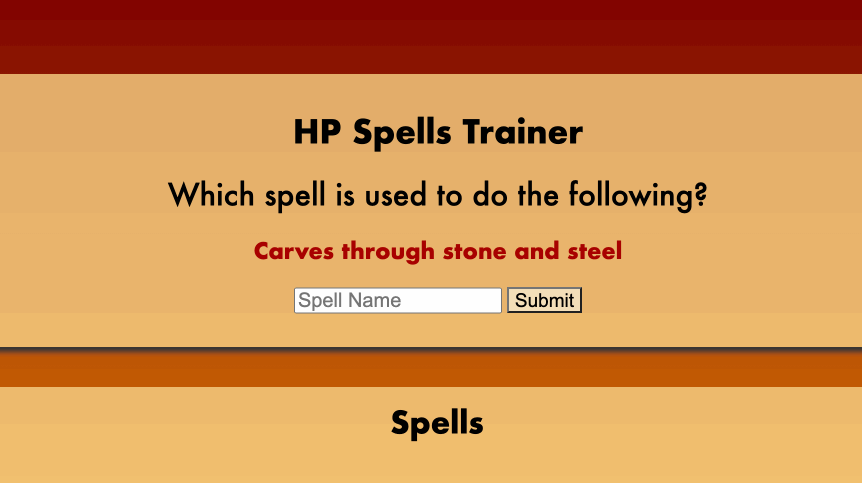 HP Spells Trainer
Which spell is used to do the following?
Carves through stone and steel
Spell Name Submit
Spells